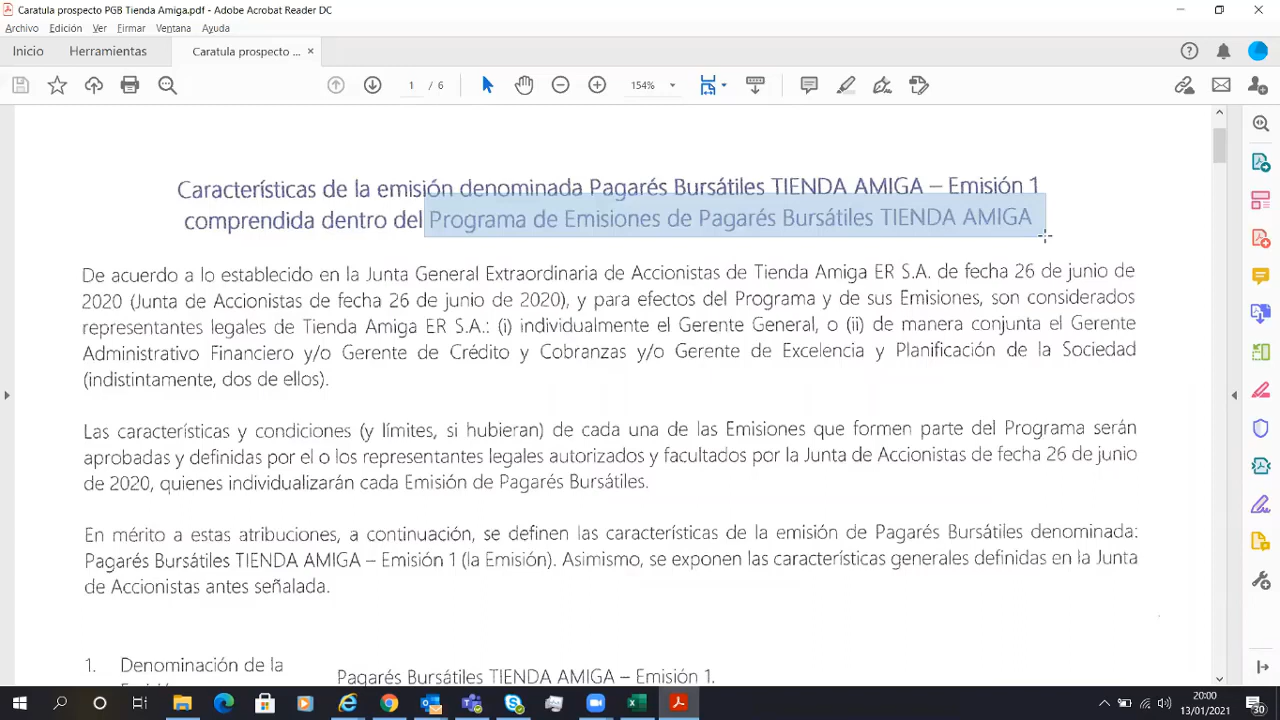 Caratula prospecto PGB Tienda Amiga.pdf - Adobe Acrobat Reader DC
Archivo Edición Ver Firmar Ventana Ayuda
Inicio Herramientas Caratula prospecto ... ×
1 / 6 154%
Características de la emisión denominada Pagarés Bursátiles TIENDA AMIGA – Emisión 1
comprendida dentro del Programa de Emisiones de Pagarés Bursátiles TIENDA AMIGA
De acuerdo a lo establecido en la Junta General Extraordinaria de Accionistas de Tienda Amiga ER S.A. de fecha 26 de junio de
2020 (Junta de Accionistas de fecha 26 de junio de 2020), y para efectos del Programa y de sus Emisiones, son considerados
representantes legales de Tienda Amiga ER S.A.: (i) individualmente el Gerente General, o (ii) de manera conjunta el Gerente
Administrativo Financiero y/o Gerente de Crédito y Cobranzas y/o Gerente de Excelencia y Planificación de la Sociedad
(indistintamente, dos de ellos).
Las características y condiciones (y límites, si hubieran) de cada una de las Emisiones que formen parte del Programa serán
aprobadas y definidas por el o los representantes legales autorizados y facultados por la Junta de Accionistas de fecha 26 de junio
de 2020, quienes individualizarán cada Emisión de Pagarés Bursátiles.
En mérito a estas atribuciones, a continuación, se definen las características de la emisión de Pagarés Bursátiles denominada:
Pagarés Bursátiles TIENDA AMIGA – Emisión 1 (la Emisión). Asimismo, se exponen las características generales definidas en la Junta
de Accionistas antes señalada.
1. Denominación de la
Pagarés Bursátiles TIENDA AMIGA – Emisión 1.
20:00
13/01/2021
30